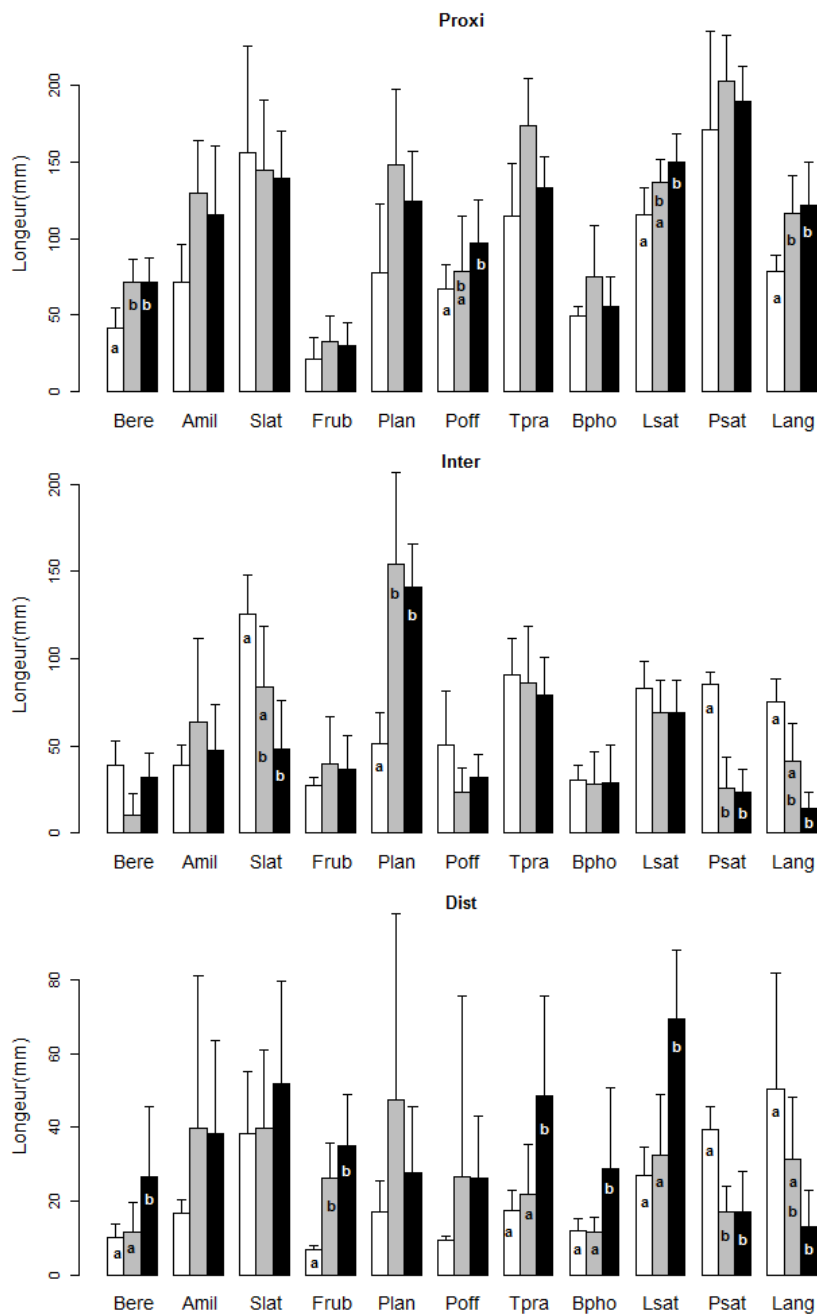 Proxi
Longeur(mm)
0 50 100 150 200
a b b a b a b b a a b b a b b
Bere Amil Slat Frub Plan Poff Tpra Bpho Lsat Psat Lang
Inter
Longeur(mm)
0 50 100 150 200
a a b b a b b a b b a a b b
Bere Amil Slat Frub Plan Poff Tpra Bpho Lsat Psat Lang
Dist
Longeur(mm)
0 20 40 60 80
a a b a b b a a b a a b a a b a b b a a b b
Bere Amil Slat Frub Plan Poff Tpra Bpho Lsat Psat Lang